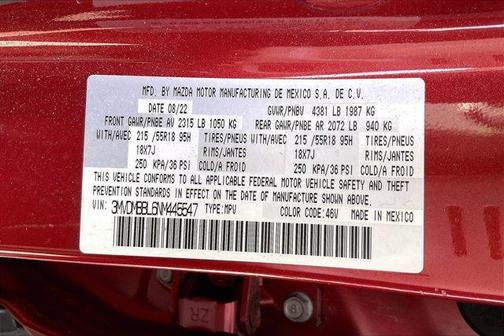 MFD. BY MAZDA MOTOR MANUFACTURING DE MEXICO S.A. DE C.V.
DATE 08/22 GVWR/PNBV 4381 LB 1987 KG
FRONT GAWR/PNBE AV 2315 LB 1050 KG REAR GAWR/PNBE AR 2072 LB 940 KG
WITH/AVEC 215 /55R18 95H TIRES/PNEUS WITH/AVEC 215 /55R18 95H TIRES/PNEUS
18X7J RIMS/JANTES 18X7J RIMS/JANTES
250 KPA/36 PSI COLD/A FROID 250 KPA/36 PSI COLD/A FROID
THIS VEHICLE CONFORMS TO ALL APPLICABLE FEDERAL MOTOR VEHICLE SAFETY AND THEFT
PREVENTION STANDARDS IN EFFECT ON THE DATE OF MANUFACTURE SHOWN ABOVE.
VIN: 3MVDMBBL6NM445547 TYPE: MPV COLOR CODE: 46V MADE IN MEXICO
ZR